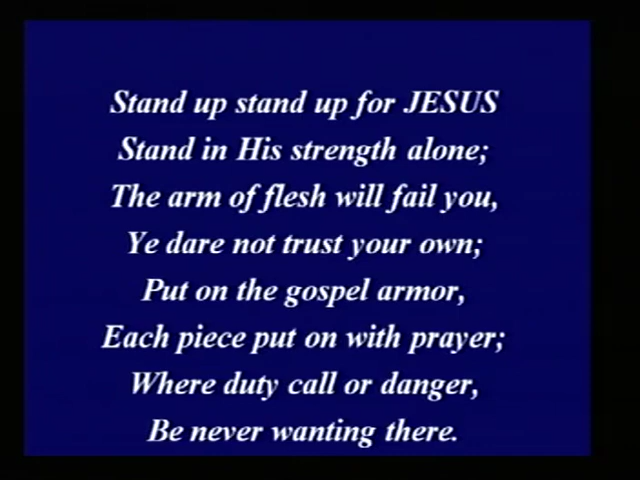 Stand up stand up for JESUS
Stand in His strength alone;
The arm of flesh will fail you,
Ye dare not trust your own;
Put on the gospel armor,
Each piece put on with prayer;
Where duty call or danger,
Be never wanting there.